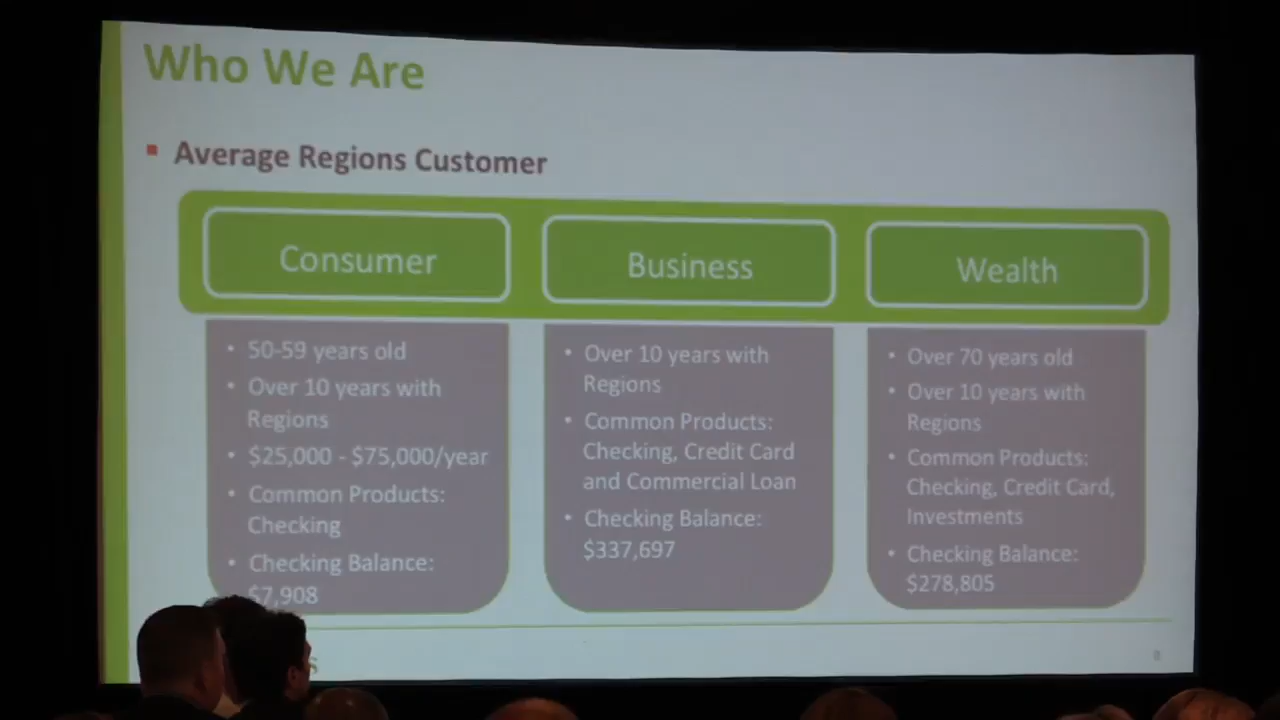 Who We Are
Average Regions Customer
Consumer
• 50-59 years old
• Over 10 years with
Regions
• $25,000 - $75,000/year
• Common Products:
Checking
• Checking Balance:
$7,908
Business
• Over 10 years with
Regions
• Common Products:
Checking, Credit Card
and Commercial Loan
• Checking Balance:
$337,697
Wealth
• Over 70 years old
• Over 10 years with
Regions
• Common Products:
Checking, Credit Card,
Investments
• Checking Balance:
$278,805